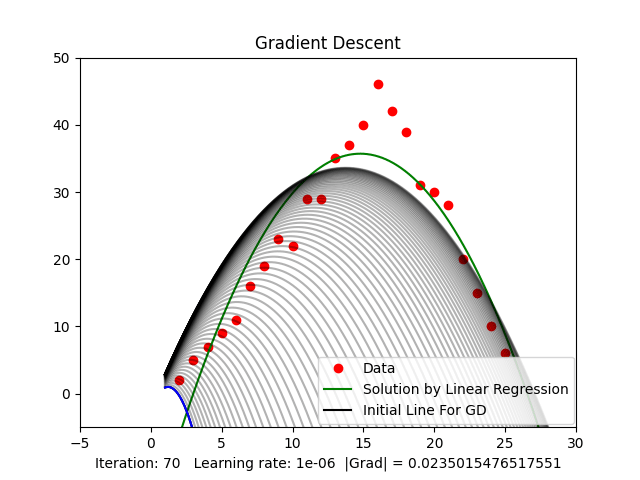 Gradient Descent
50
40
30
20
10
0
−5
0
5
10
15
20
25
30
Data
Solution by Linear Regression
Initial Line For GD
Iteration: 70   Learning rate: 1e-06  |Grad| = 0.0235015476517551